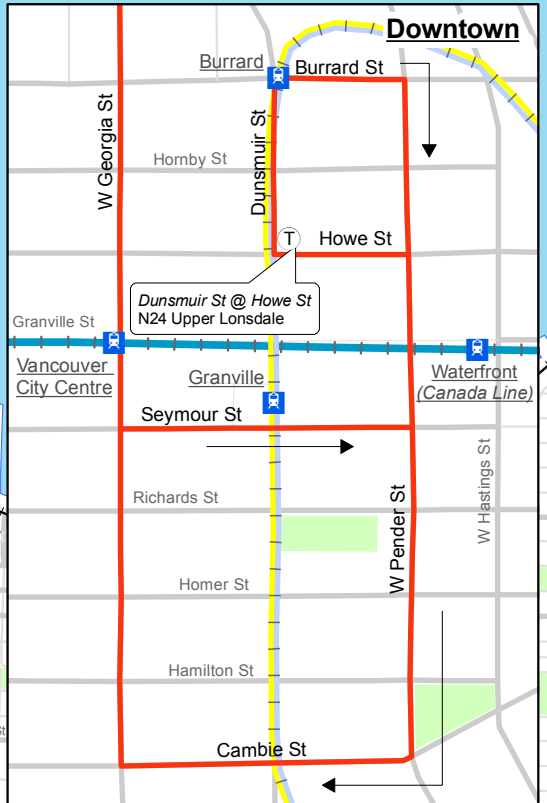 Downtown
Burrard
Burrard St
W Georgia St
Dunsmuir St
Hornby St
T
Howe St
Dunsmuir St @ Howe St
N24 Upper Lonsdale
Granville St
Vancouver
City Centre
Granville
Waterfront
(Canada Line)
Seymour St
W Hastings St
Richards St
W Pender St
Homer St
Hamilton St
St
Cambie St